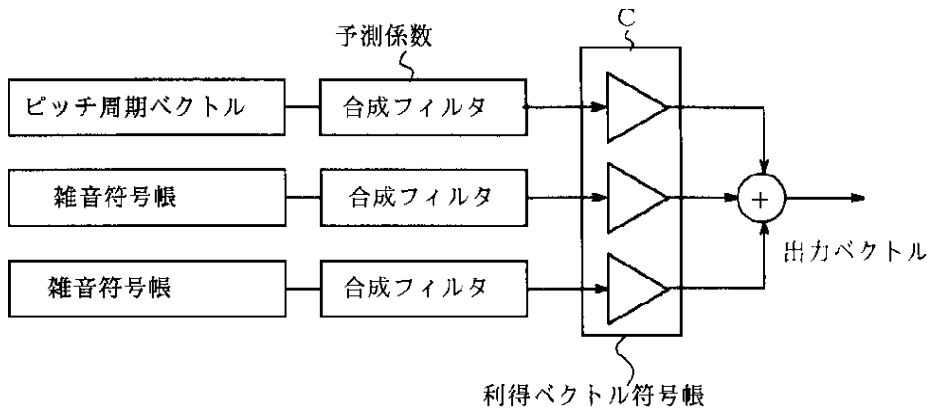 C
予測係数
ピッチ周期ベクトル
合成フィルタ
雑音符号帳
合成フィルタ
+
出力ベクトル
雑音符号帳
合成フィルタ
利得ベクトル符号帳